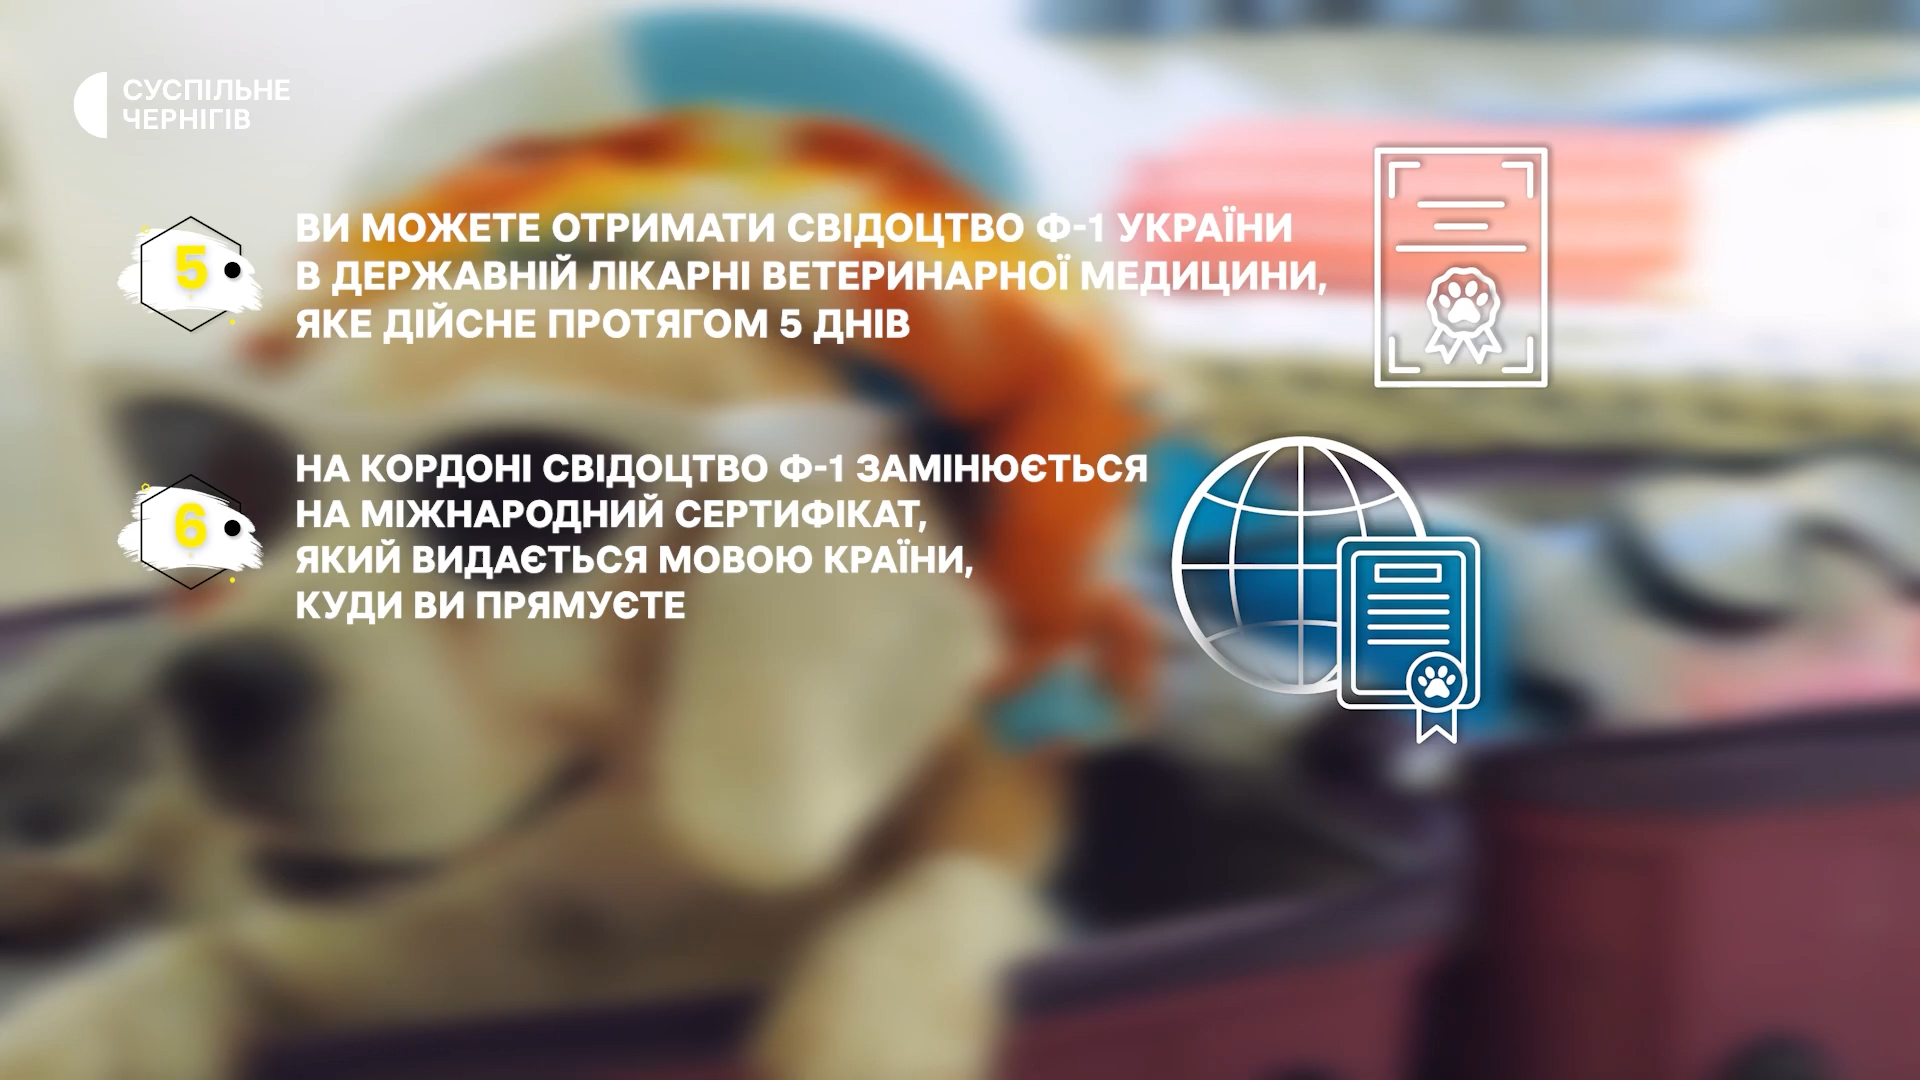 СУСПІЛЬНЕ
ЧЕРНІГІВ
5
ВИ МОЖЕТЕ ОТРИМАТИ СВІДОЦТВО Ф-1 УКРАЇНИ
В ДЕРЖАВНІЙ ЛІКАРНІ ВЕТЕРИНАРНОЇ МЕДИЦИНИ,
ЯКЕ ДІЙСНЕ ПРОТЯГОМ 5 ДНІВ
6
НА КОРДОНІ СВІДОЦТВО Ф-1 ЗАМІНЮЄТЬСЯ
НА МІЖНАРОДНИЙ СЕРТИФІКАТ,
ЯКИЙ ВИДАЄТЬСЯ МОВОЮ КРАЇНИ,
КУДИ ВИ ПРЯМУЄТЕ